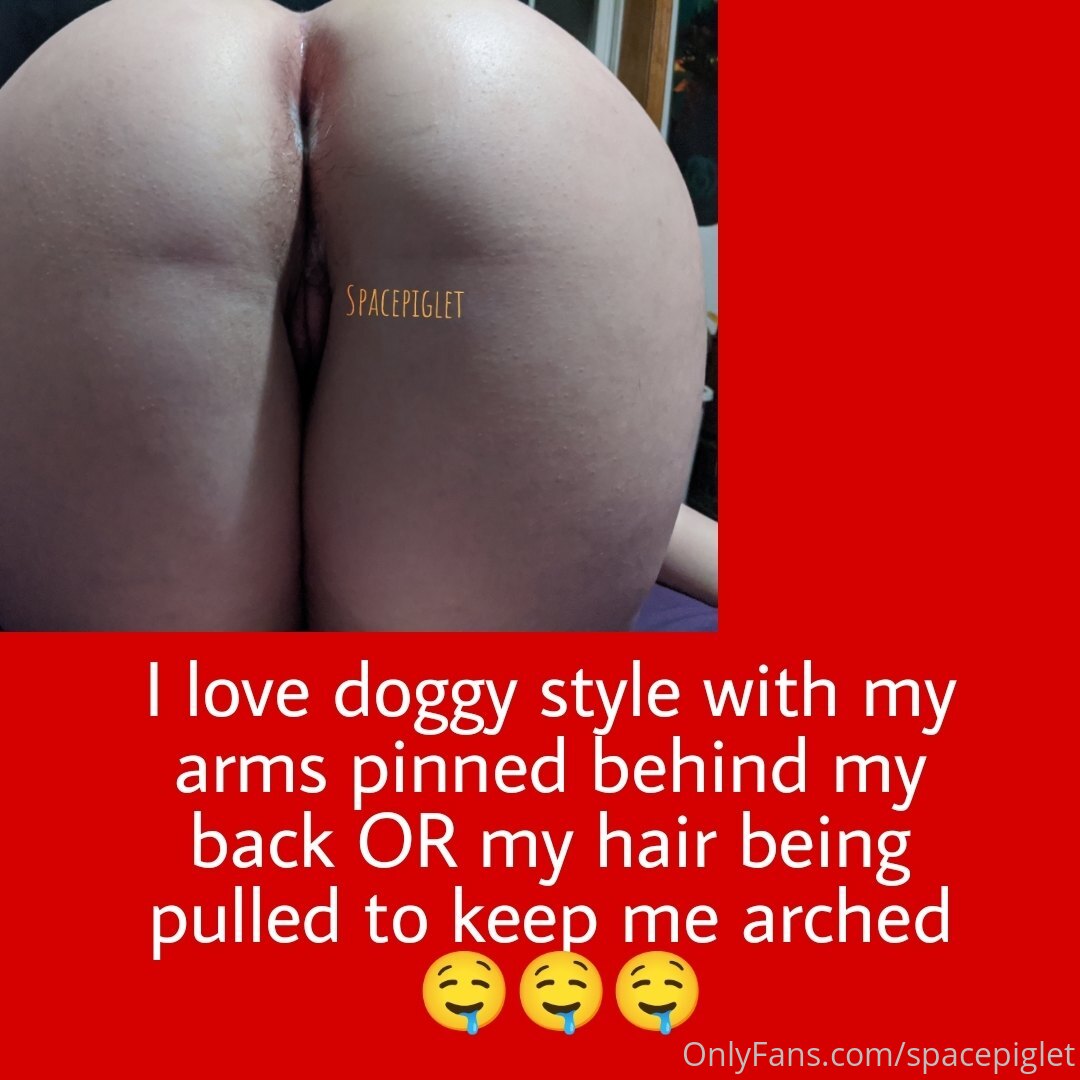 SPACEPIGLET
I love doggy style with my
arms pinned behind my
back OR my hair being
pulled to keep me arched
🤤🤤🤤
OnlyFans.com/spacepiglet